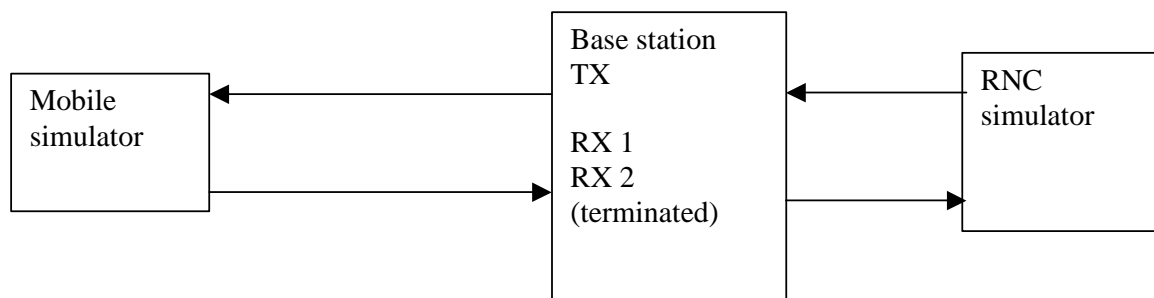 Mobile
simulator
Base station
TX
RX 1
RX 2
(terminated)
RNC
simulator